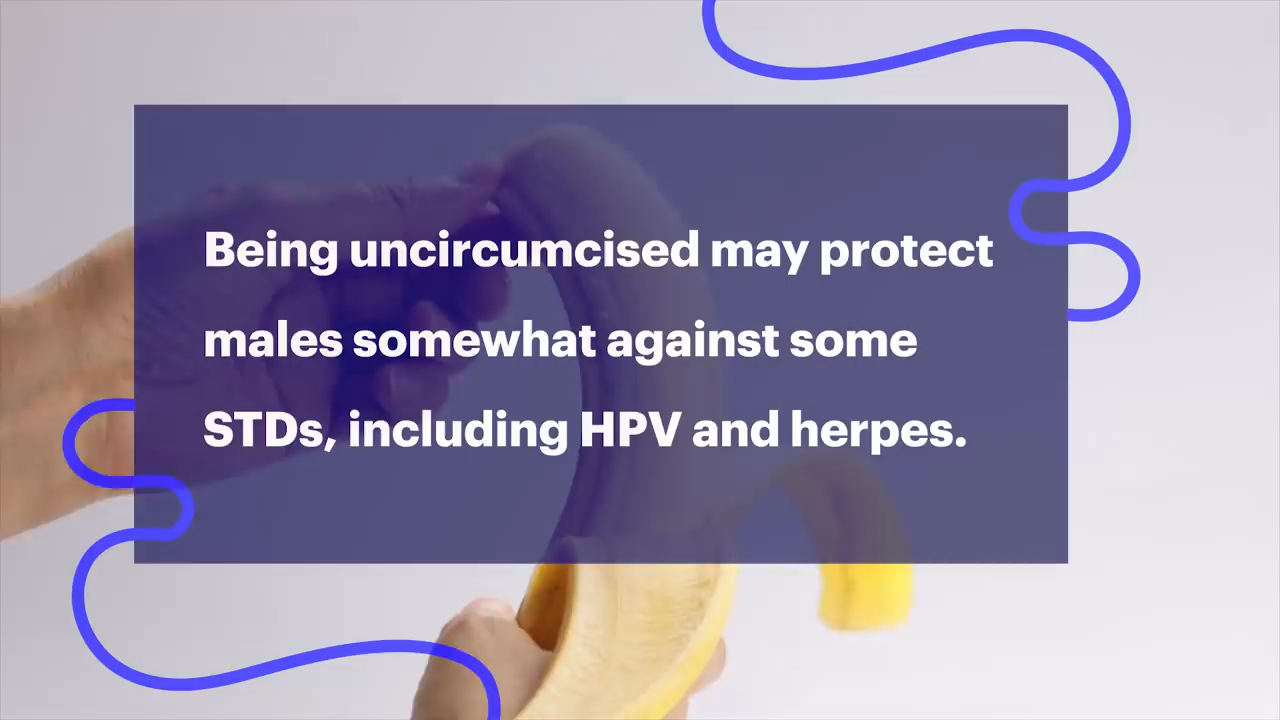 Being uncircumcised may protect
males somewhat against some
STDs, including HPV and herpes.